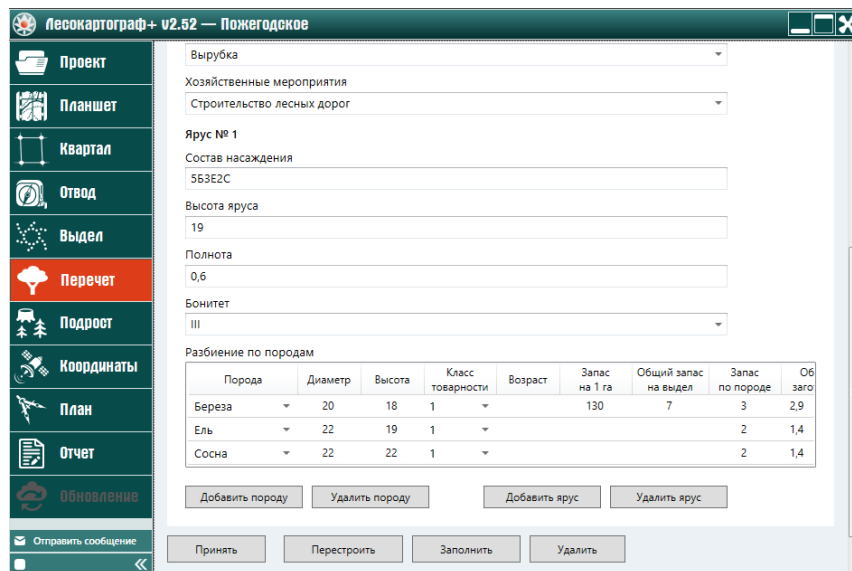 Лесокартограф+ v2.52 — Пожегодское
Проект
Планшет
Квартал
Отвод
Выдел
Перечет
Подрост
Координаты
План
Отчет
Обновление
Отправить сообщение
Вырубка
Хозяйственные мероприятия
Строительство лесных дорог
Ярус № 1
Состав насаждения
5Б3Е2С
Высота яруса
19
Полнота
0,6
Бонитет
III
Разбиение по породам
Порода Диаметр Высота Класс товарности Возраст Запас на 1 га Общий запас на выдел Запас по породе Об заго
Береза 20 18 1 130 7 3 2,9
Ель 22 19 1 2 1,4
Сосна 22 22 1 2 1,4
Добавить породу Удалить породу Добавить ярус Удалить ярус
Принять Перестроить Заполнить Удалить